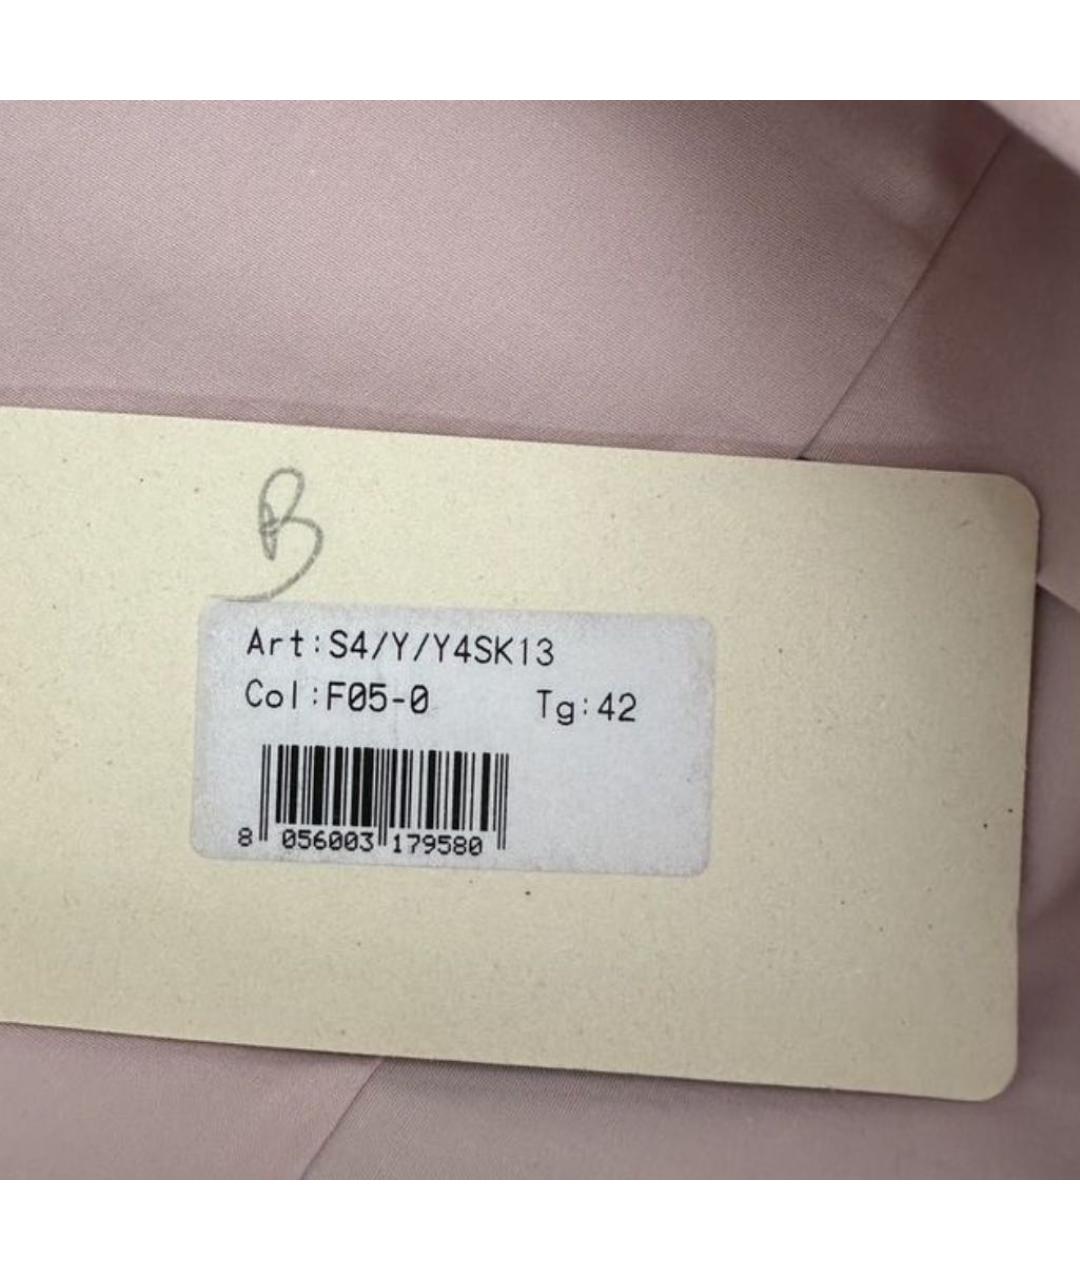 B
Art:S4/Y/Y4SK13
Col:F05-0 Tg:42
8 056003 179580